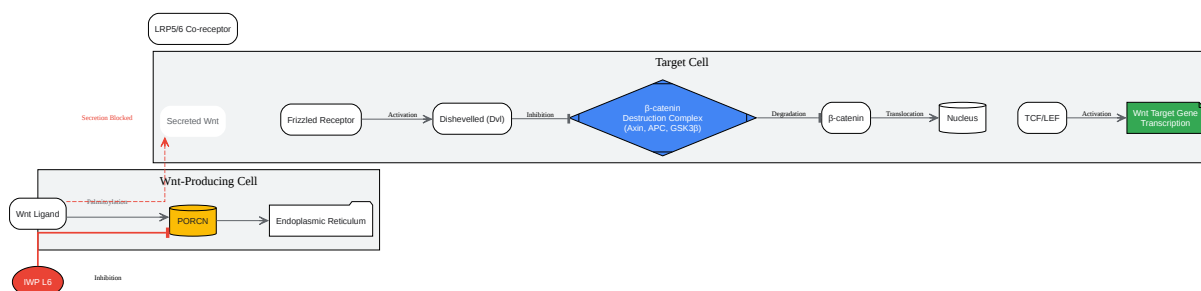 LRP5/6 Co-receptor
Target Cell
Secretion Blocked
Secreted Wnt
Frizzled Receptor
Activation
Dishevelled (Dvl)
Inhibition
β-catenin
Destruction Complex
(Axin, APC, GSK3β)
Degradation
β-catenin
Translocation
Nucleus
TCF/LEF
Activation
Wnt Target Gene
Transcription
Wnt-Producing Cell
Wnt Ligand
Palmitoylation
PORCN
Endoplasmic Reticulum
IWP L6
Inhibition